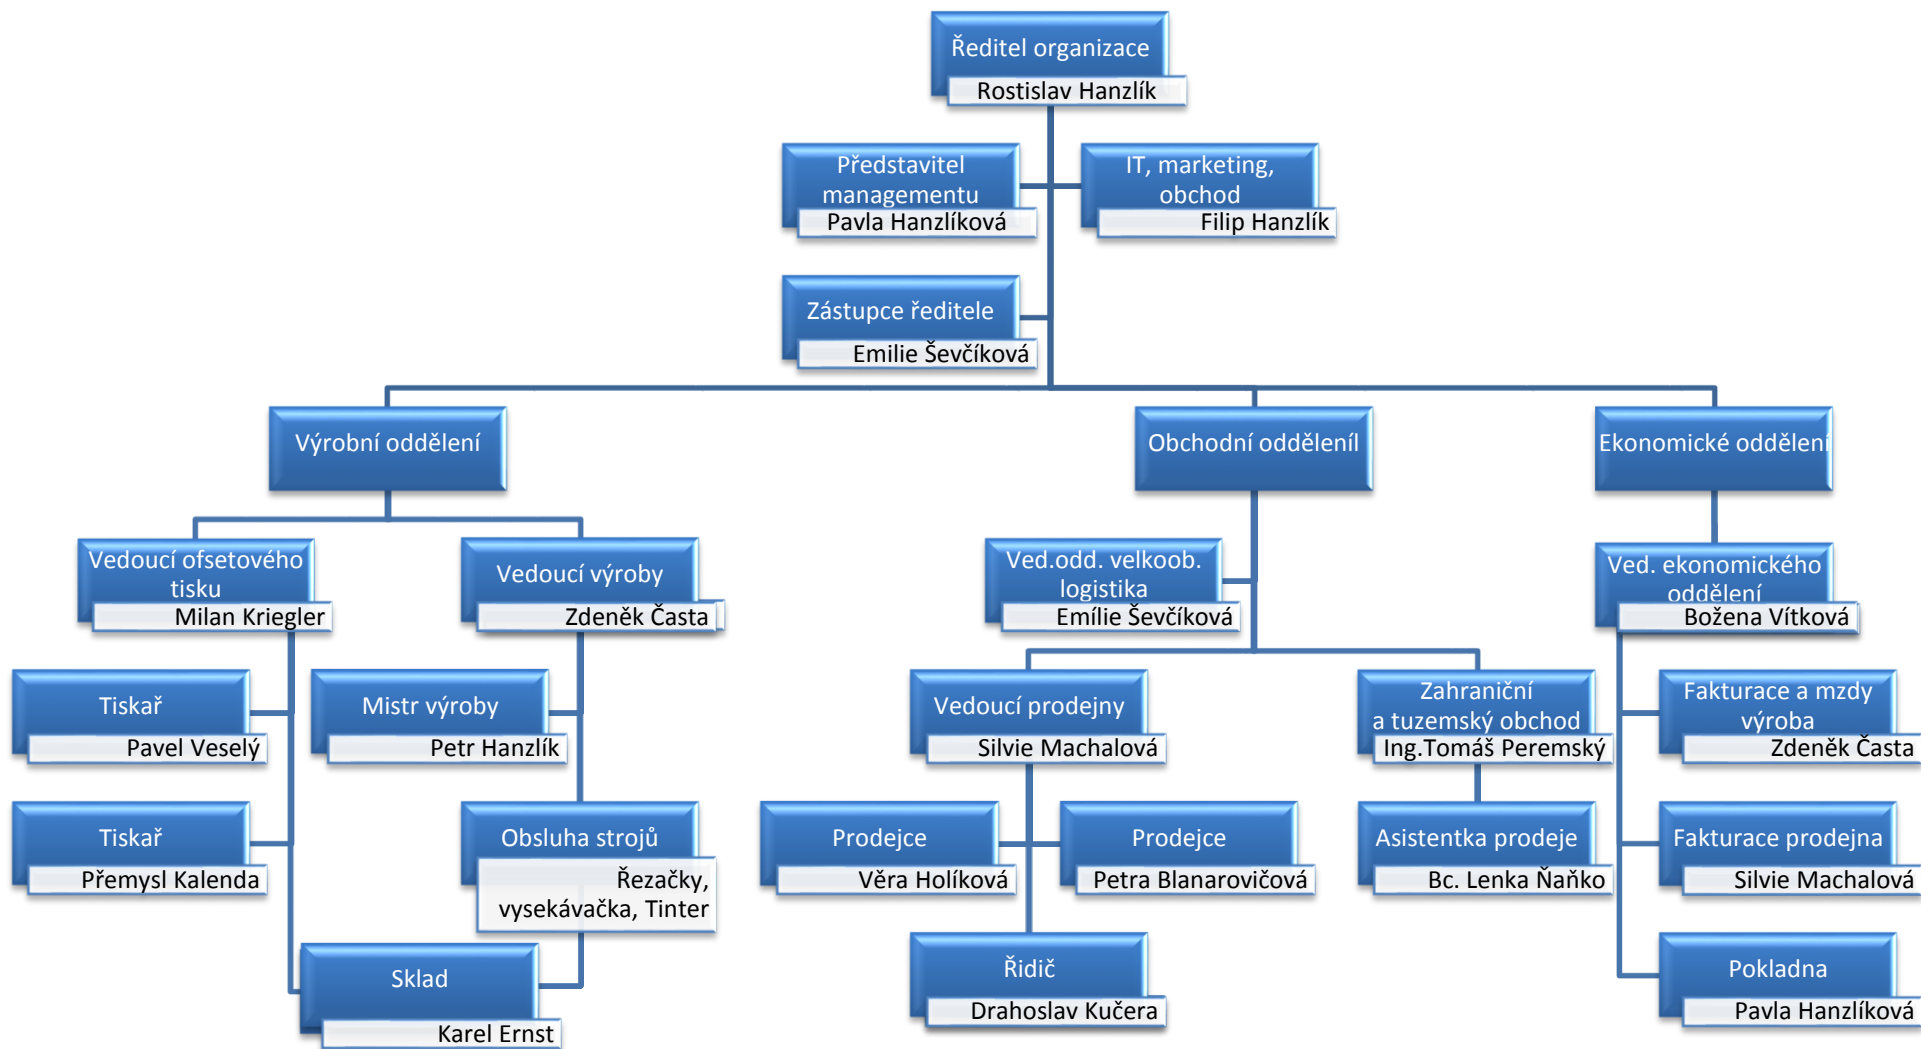 Ředitel organizace
Rostislav Hanzlík
Představitel
managementu
Pavla Hanzlíková
IT, marketing,
obchod
Filip Hanzlík
Zástupce ředitele
Emilie Ševčíková
Výrobní oddělení
Obchodní odděleníl
Ekonomické oddělení
Vedoucí ofsetového
tisku
Milan Kriegler
Vedoucí výroby
Zdeněk Časta
Ved.odd. velkoob.
logistika
Emílie Ševčíková
Ved. ekonomického
oddělení
Božena Vítková
Tiskař
Pavel Veselý
Mistr výroby
Petr Hanzlík
Vedoucí prodejny
Silvie Machalová
Zahraniční
a tuzemský obchod
Ing.Tomáš Peremský
Fakturace a mzdy
výroba
Zdeněk Časta
Tiskař
Přemysl Kalenda
Obsluha strojů
Řezačky,
vysekávačka, Tinter
Prodejce
Věra Holíková
Prodejce
Petra Blanarovičová
Asistentka prodeje
Bc. Lenka Ňaňko
Fakturace prodejna
Silvie Machalová
Sklad
Karel Ernst
Řidič
Drahoslav Kučera
Pokladna
Pavla Hanzlíková